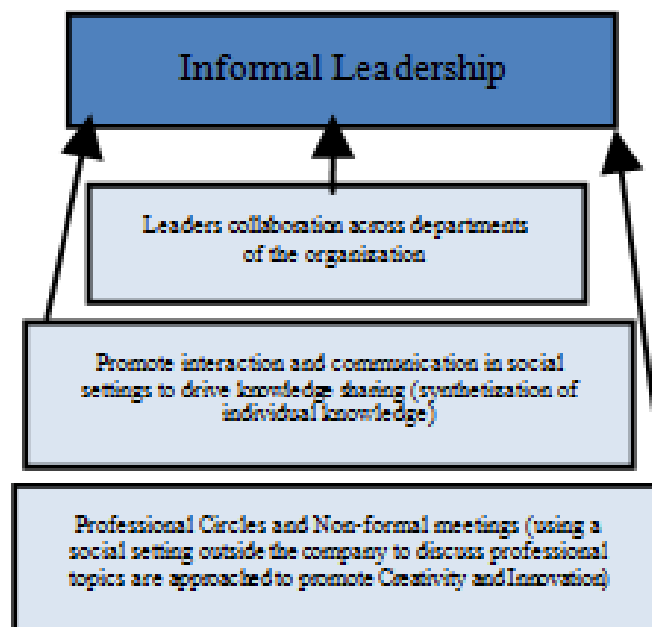 Informal Leadership
Leaders collaboration across departments
of the organization
Promote interaction and communication in social
settings to drive knowledge sharing (synthetization of
individual knowledge)
Professional Circles and Non-formal meetings (using a
social setting outside the company to discuss professional
topics are approached to promote Creativity and Innovation)